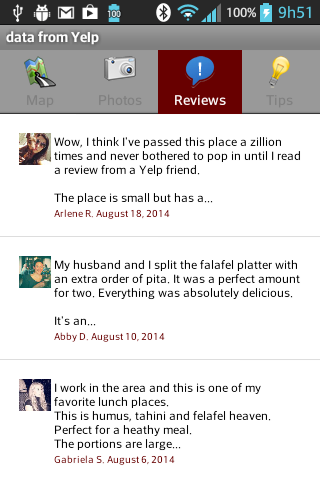 100
100% 9h51
data from Yelp
Map Photos Reviews Tips
Wow, I think I've passed this place a zillion
times and never bothered to pop in until I read
a review from a Yelp friend.
The place is small but has a...
Arlene R. August 18, 2014
My husband and I split the falafel platter with
an extra order of pita. It was a perfect amount
for two. Everything was absolutely delicious.
It's an...
Abby D. August 10, 2014
I work in the area and this is one of my
favorite lunch places.
This is humus, tahini and felafel heaven.
Perfect for a heathy meal.
The portions are large...
Gabriela S. August 6, 2014